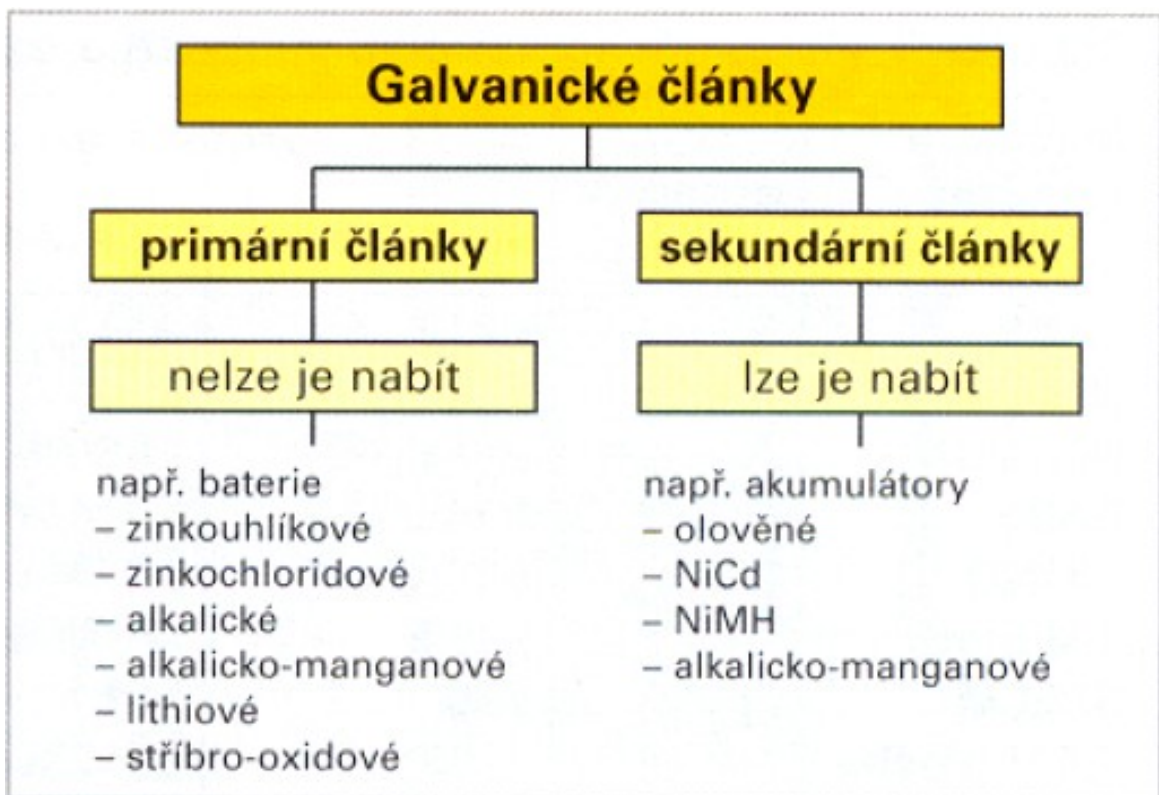 Galvanické články
primární články
nelze je nabít
např. baterie
– zinkouhlíkové
– zinkochloridové
– alkalické
– alkalicko-manganové
– lithiové
– stříbro-oxidové
sekundární články
lze je nabít
např. akumulátory
– olověné
– NiCd
– NiMH
– alkalicko-manganové